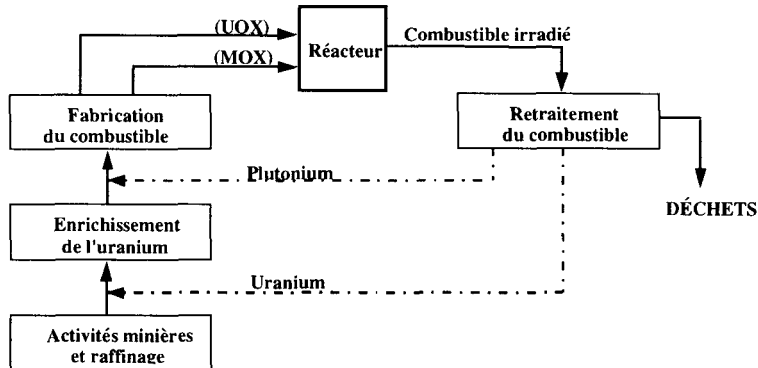 (UOX)
(MOX)
Réacteur
Combustible irradié
Fabrication
du combustible
Retraitement
du combustible
Plutonium
DÉCHETS
Enrichissement
de l'uranium
Uranium
Activités minières
et raffinage